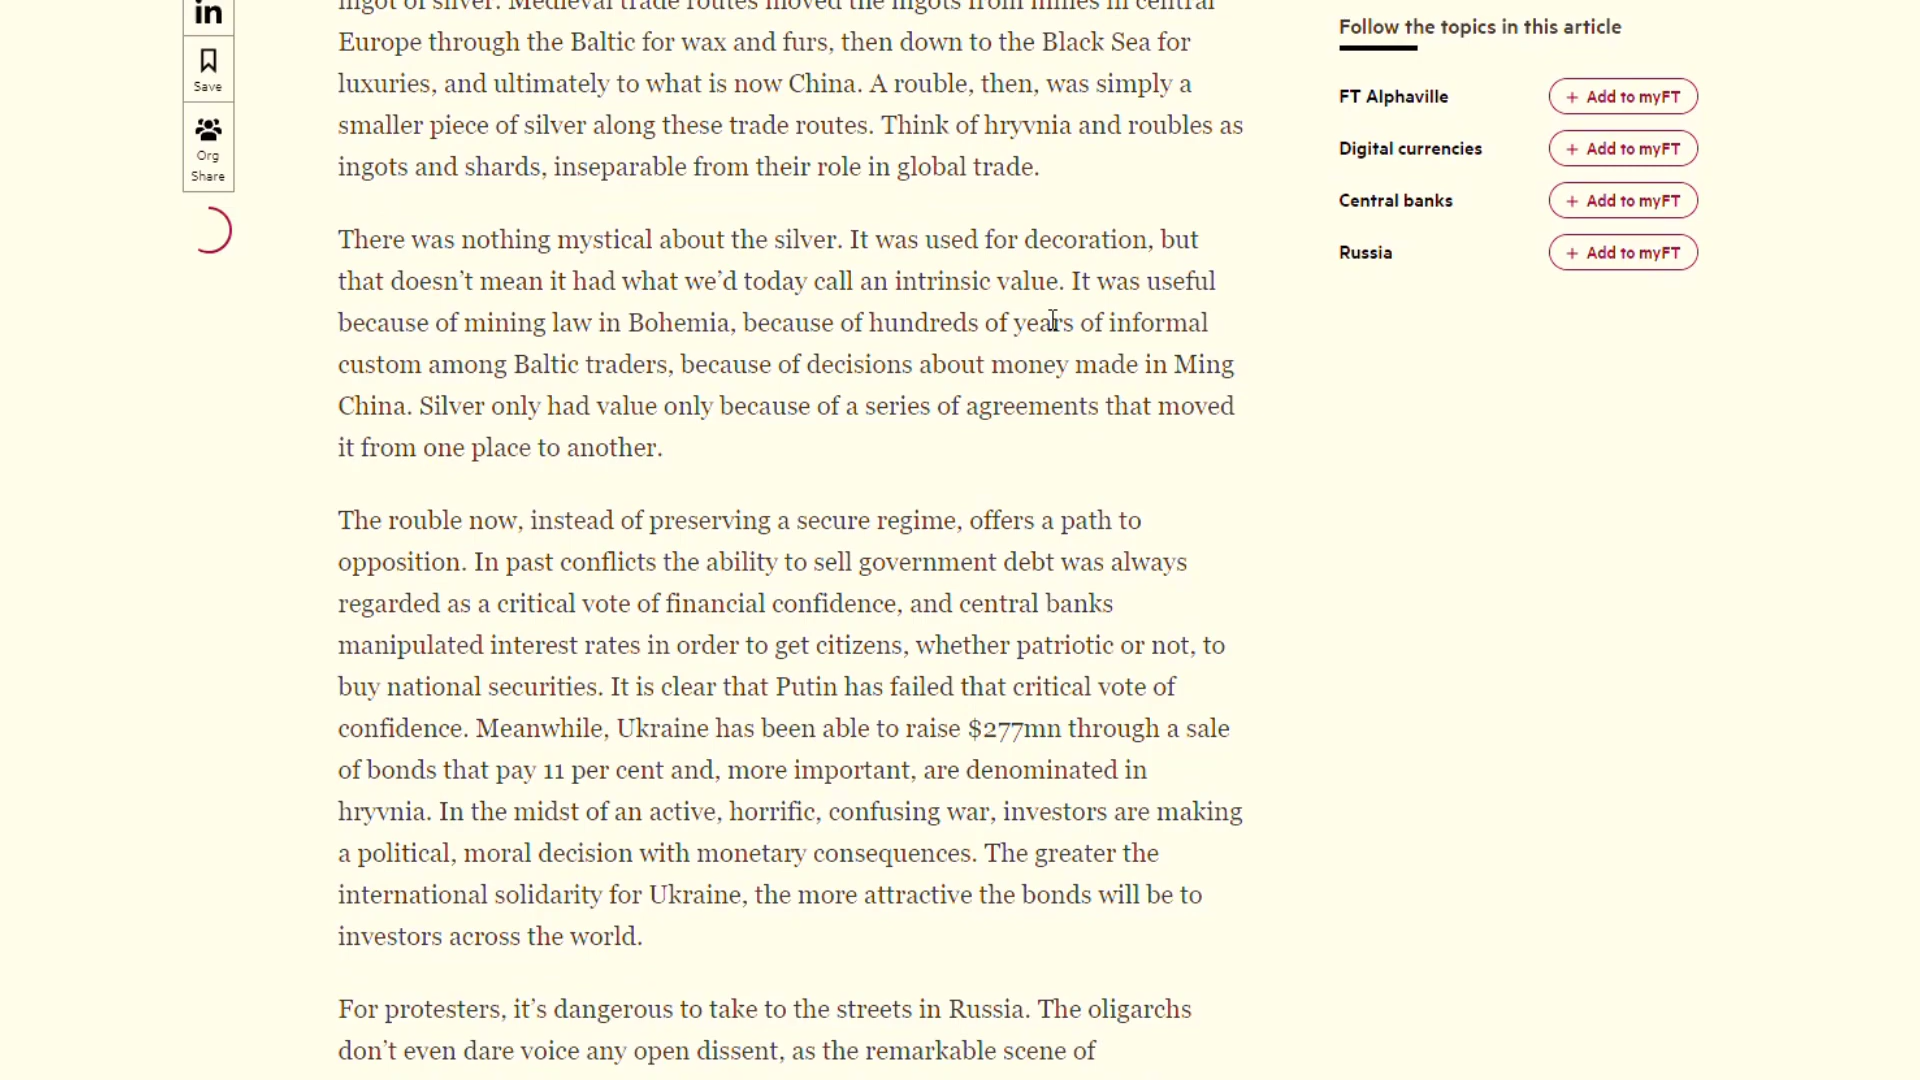 ingot of silver. Medieval trade routes moved the ingots from mines in central
Europe through the Baltic for wax and furs, then down to the Black Sea for
luxuries, and ultimately to what is now China. A rouble, then, was simply a
smaller piece of silver along these trade routes. Think of hryvnia and roubles as
ingots and shards, inseparable from their role in global trade.
There was nothing mystical about the silver. It was used for decoration, but
that doesn’t mean it had what we’d today call an intrinsic value. It was useful
because of mining law in Bohemia, because of hundreds of years of informal
custom among Baltic traders, because of decisions about money made in Ming
China. Silver only had value only because of a series of agreements that moved
it from one place to another.
The rouble now, instead of preserving a secure regime, offers a path to
opposition. In past conflicts the ability to sell government debt was always
regarded as a critical vote of financial confidence, and central banks
manipulated interest rates in order to get citizens, whether patriotic or not, to
buy national securities. It is clear that Putin has failed that critical vote of
confidence. Meanwhile, Ukraine has been able to raise $277mn through a sale
of bonds that pay 11 per cent and, more important, are denominated in
hryvnia. In the midst of an active, horrific, confusing war, investors are making
a political, moral decision with monetary consequences. The greater the
international solidarity for Ukraine, the more attractive the bonds will be to
investors across the world.
For protesters, it’s dangerous to take to the streets in Russia. The oligarchs
don’t even dare voice any open dissent, as the remarkable scene of
in
Save
Org
Share
Follow the topics in this article
FT Alphaville
+ Add to myFT
Digital currencies
+ Add to myFT
Central banks
+ Add to myFT
Russia
+ Add to myFT